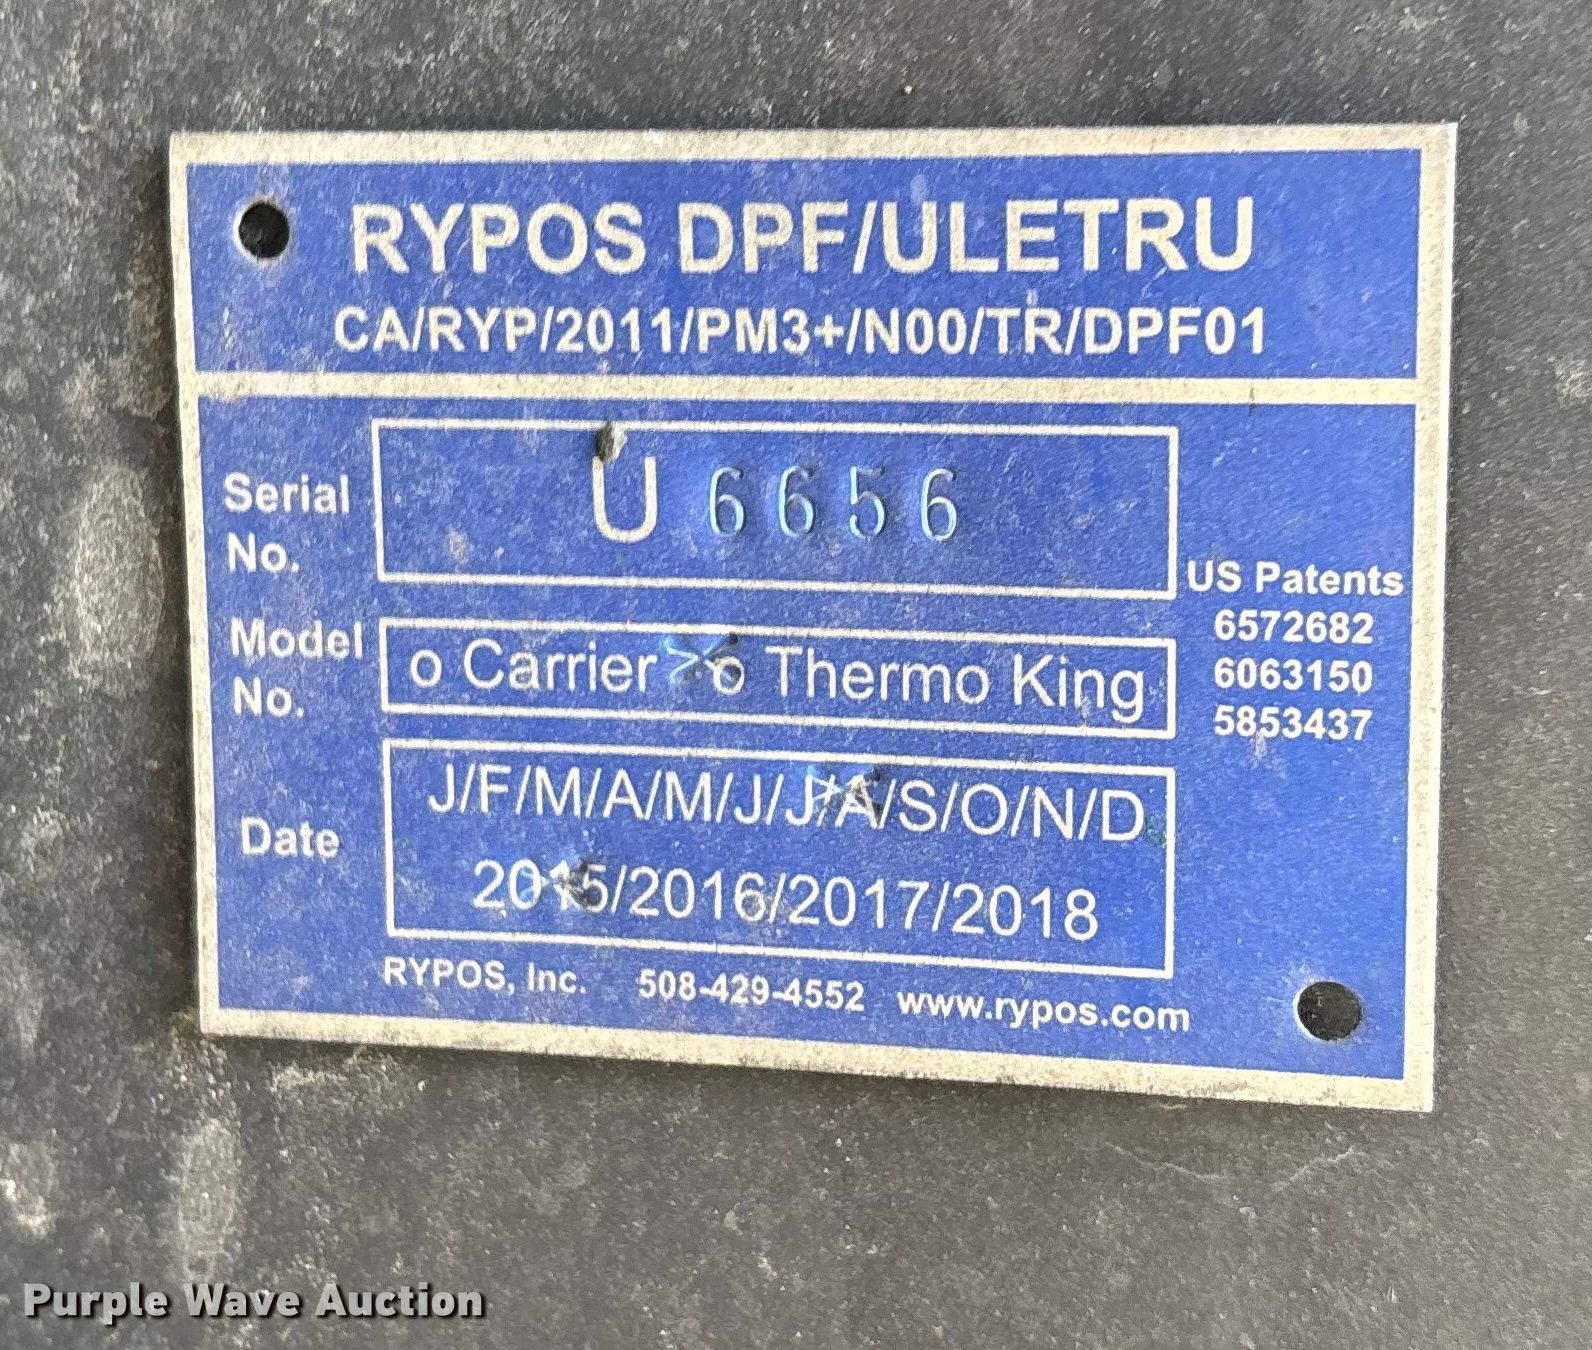 RYPOS DPF/ULETRU
CA/RYP/2011/PM3+/N00/TR/DPF01
Serial
No.
U 6656
Model
No.
o Carrier o Thermo King
US Patents
6572682
6063150
5853437
Date
J/F/M/A/M/J/J/A/S/O/N/D
2015/2016/2017/2018
RYPOS, Inc. 508-429-4552 www.rypos.com
Purple Wave Auction